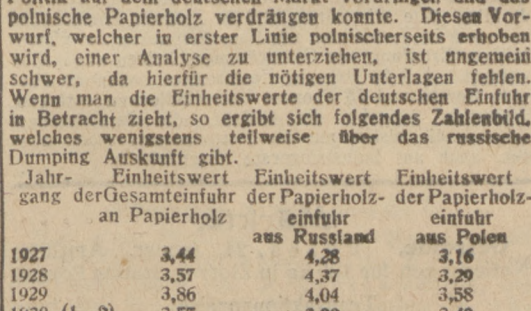 polnische Papierholz verdrängen konnte. Diesen Vor-
wurf, welcher in erster Linie polnischerseits erhoben
wird, einer Analyse zu unterziehen, ist ungemein
schwer, da hierfür die nötigen Unterlagen fehlen.
Wenn man die Einheitswerte der deutschen Einfuhr
in Betracht zieht, so ergibt sich folgendes Zahlenbild,
welches wenigstens teilweise über das russische
Dumping Auskunft gibt.
Jahr- Einheitswert Einheitswert Einheitswert
gang der Gesamteinfuhr der Papierholz- der Papierholz-
an Papierholz einfuhr einfuhr
aus Russland aus Polen
1927 3,44 4,28 3,16
1928 3,57 4,37 3,29
1929 3,86 4,04 3,58